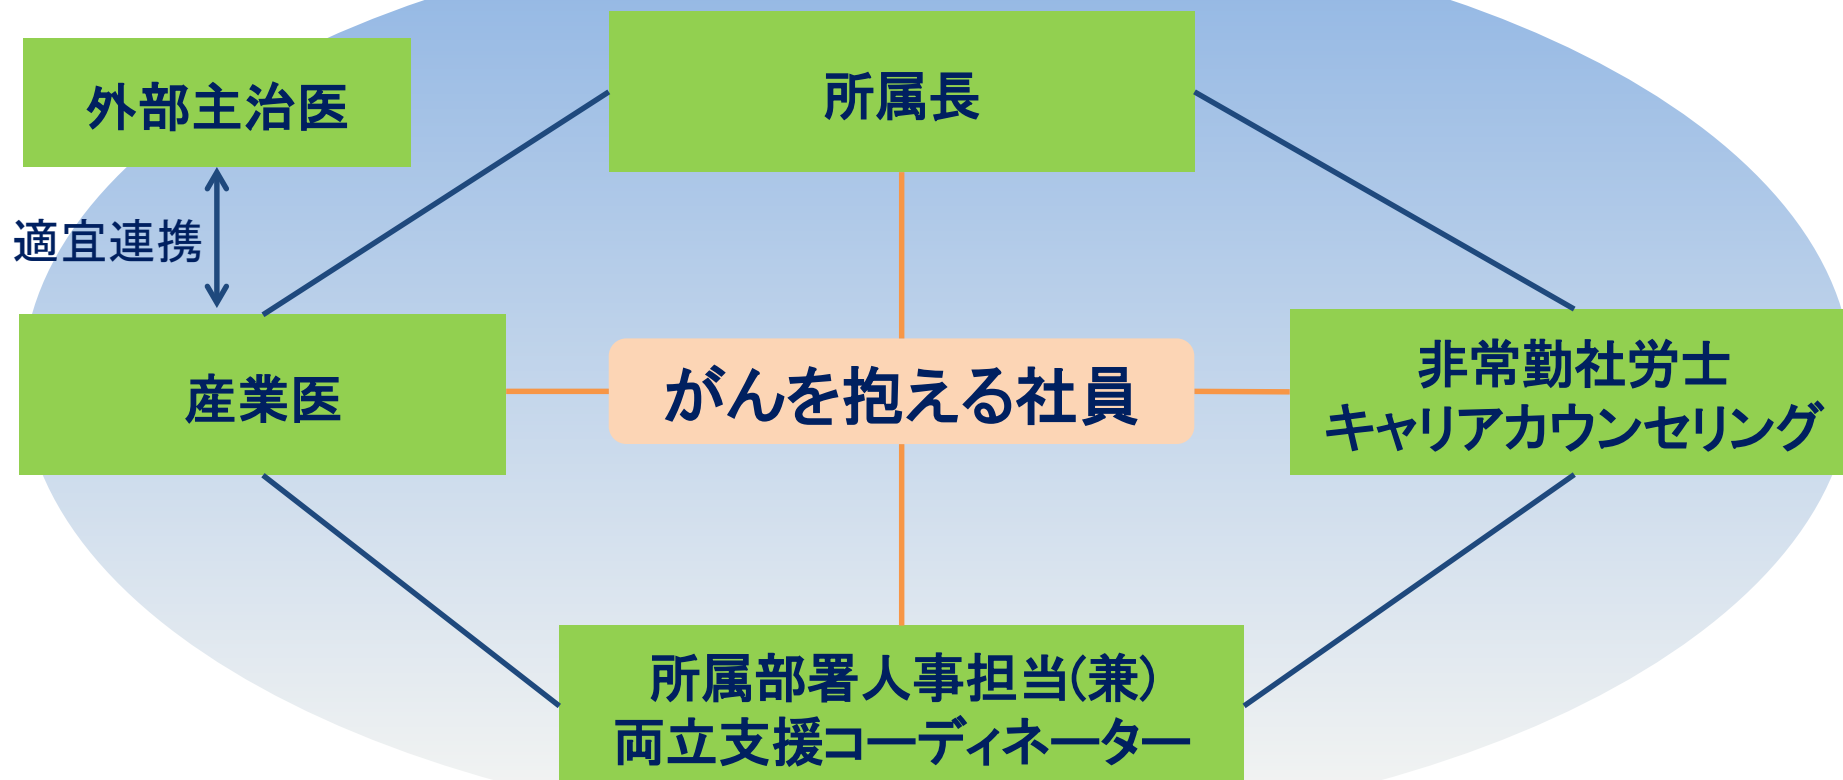 外部主治医
所属長
適宜連携
産業医
がんを抱える社員
非常勤社労士
キャリアカウンセリング
所属部署人事担当(兼)
両立支援コーディネーター